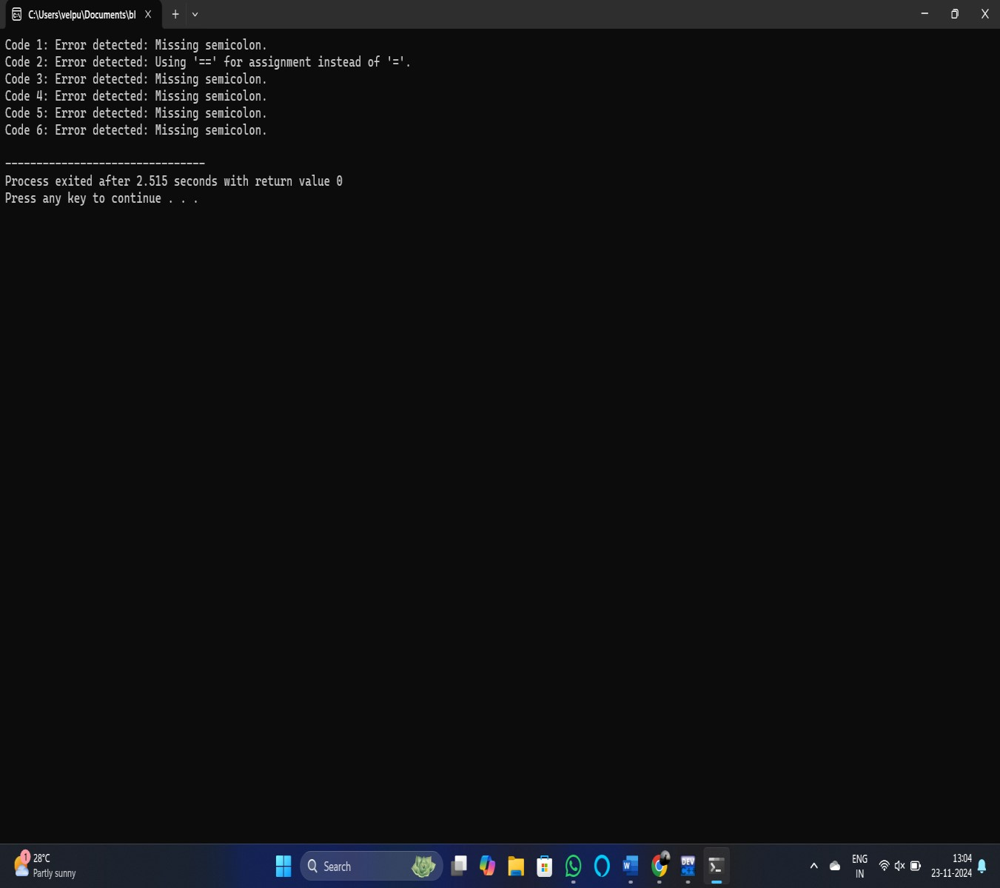 C:\Users\velpu\Documents\bl
Code 1: Error detected: Missing semicolon.
Code 2: Error detected: Using '==' for assignment instead of '='.
Code 3: Error detected: Missing semicolon.
Code 4: Error detected: Missing semicolon.
Code 5: Error detected: Missing semicolon.
Code 6: Error detected: Missing semicolon.
--------------------------------
Process exited after 2.515 seconds with return value 0
Press any key to continue . . .
1
28°C
Partly sunny
Search
W
DEV
ENG
IN
13:04
23-11-2024